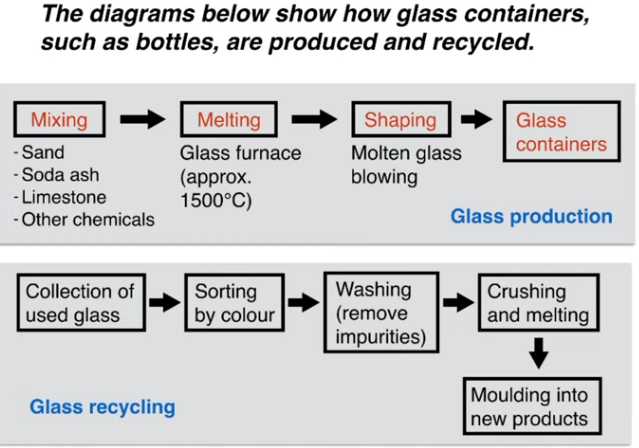 The diagrams below show how glass containers,
such as bottles, are produced and recycled.
Mixing
- Sand
- Soda ash
- Limestone
- Other chemicals
Melting
Glass furnace
(approx.
1500°C)
Shaping
Molten glass
blowing
Glass
containers
Glass production
Collection of
used glass
Sorting
by colour
Washing
(remove
impurities)
Crushing
and melting
Moulding into
new products
Glass recycling